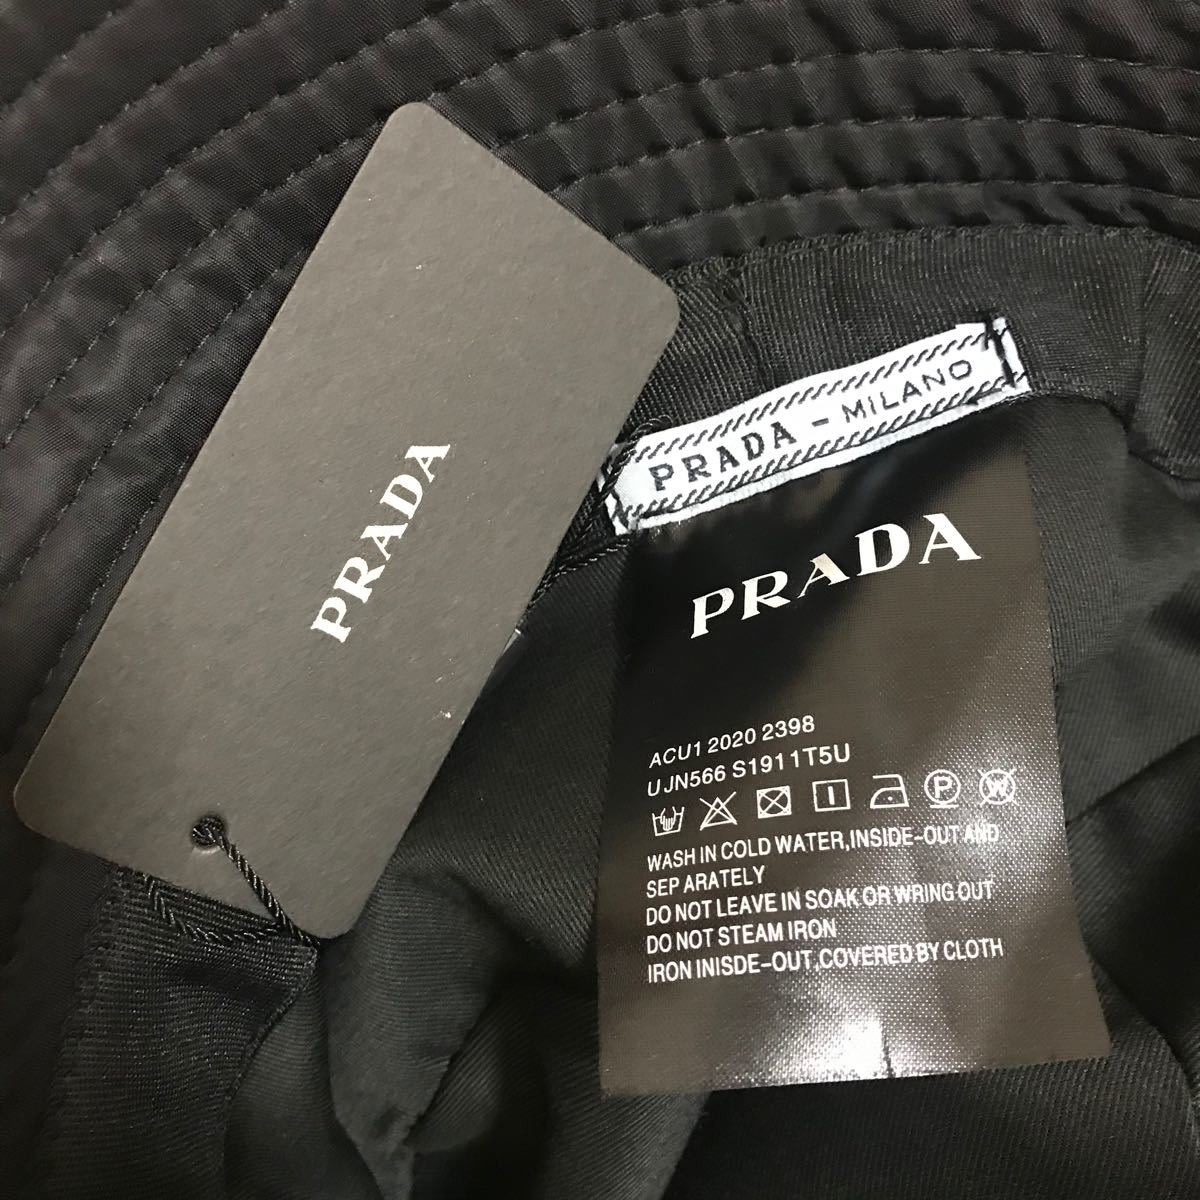 PRADA
PRADA - MILANO
PRADA
ACU1 2020 2398
UJN566 S1911T5U
P W
WASH IN COLD WATER,INSIDE-OUT AND
SEP ARATELY
DO NOT LEAVE IN SOAK OR WRING OUT
DO NOT STEAM IRON
IRON INISDE-OUT,COVERED BY CLOTH